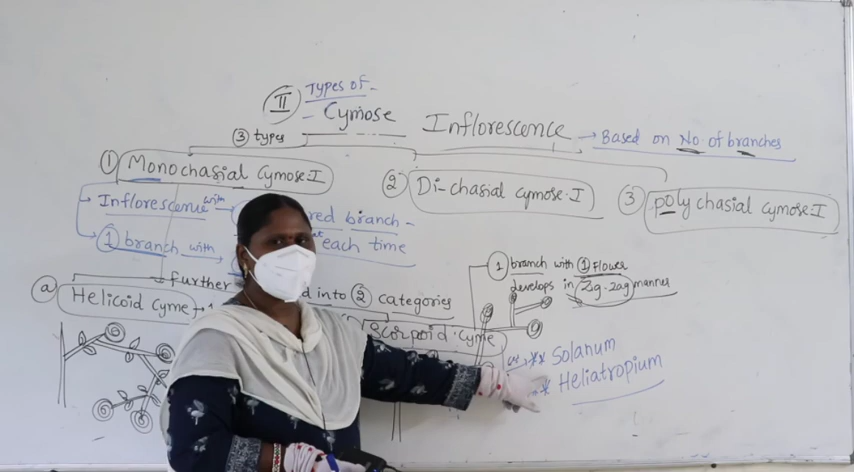 II Types of -
- Cymose Inflorescence → Based on No of branches
③ types
① Monochasial Cymose.I
② Di-chasial cymose.I
③ poly chasial cymose.I
→ Inflorescence with
red branch -
→ ① branch with
at each time
further
d into ② categories
ⓐ Helicoid Cyme →
Scorpoid.Cyme
① branch with ① Flower
develops in Zig-zag manner
** Solanum
* Heliatropium